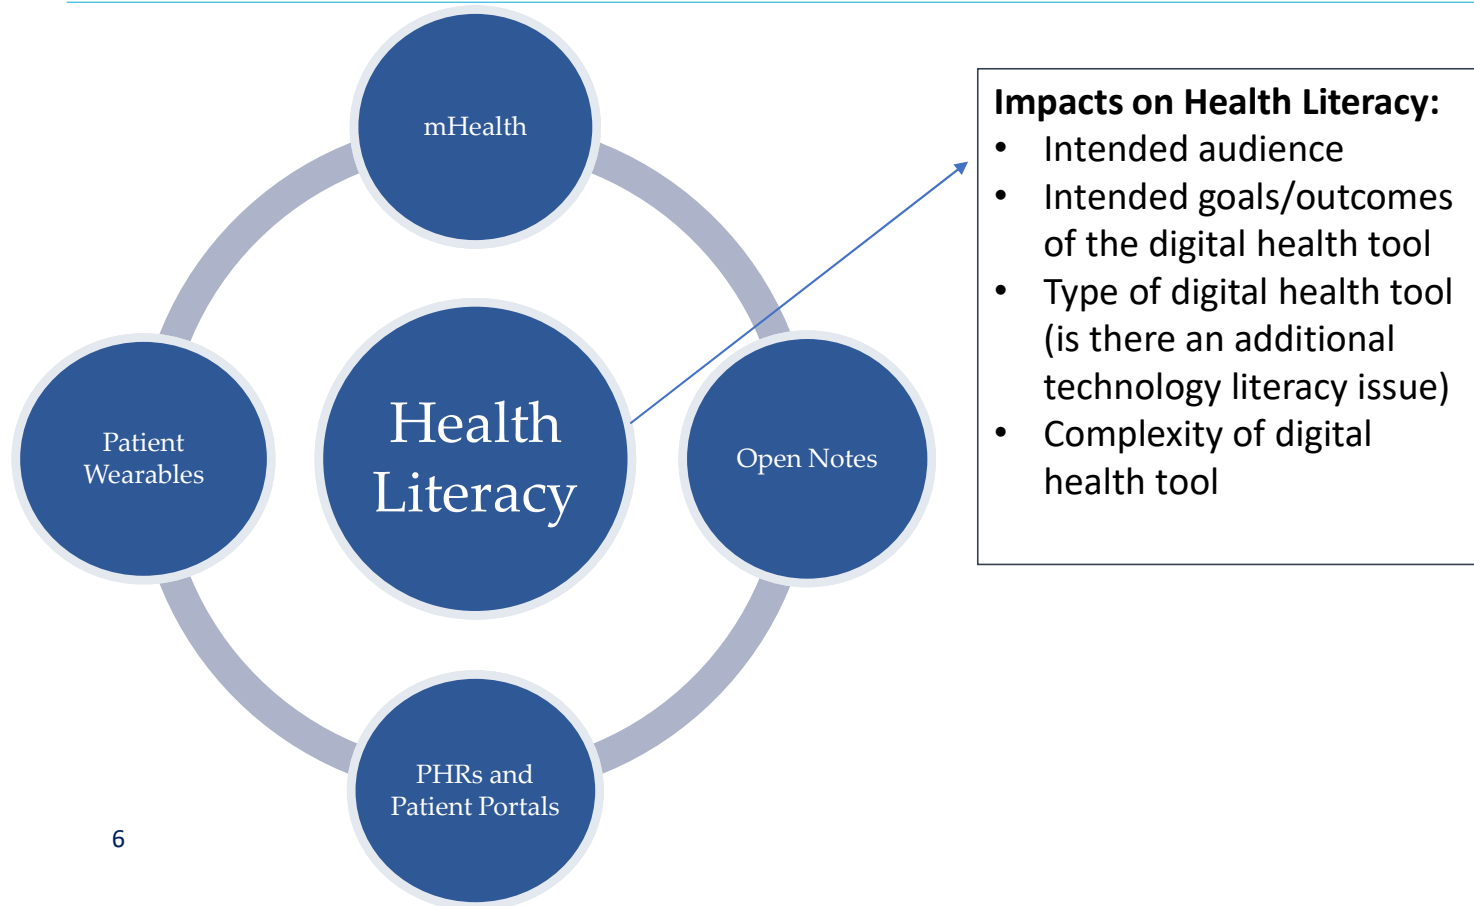 mHealth
Health
Literacy
Patient
Wearables
Open Notes
PHRs and
Patient Portals
Impacts on Health Literacy:
• Intended audience
• Intended goals/outcomes
of the digital health tool
• Type of digital health tool
(is there an additional
technology literacy issue)
• Complexity of digital
health tool
6